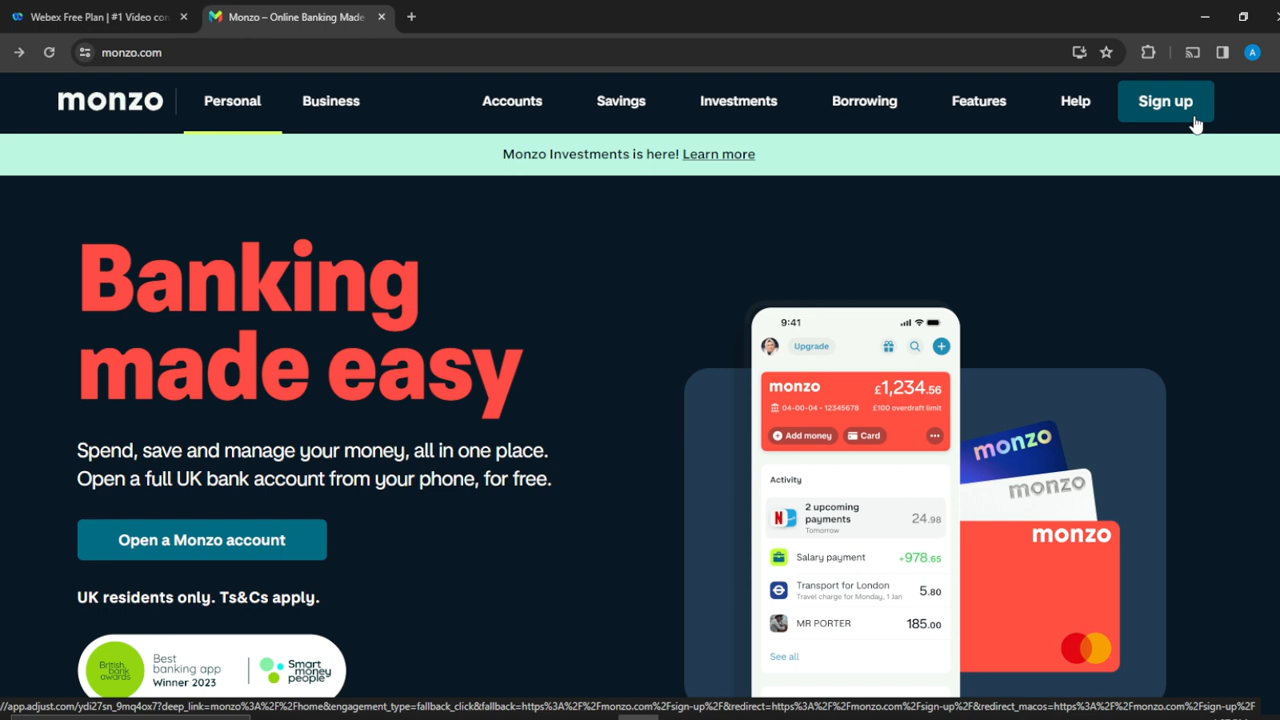 Webex Free Plan | #1 Video con
Monzo – Online Banking Made
monzo.com
A
monzo
Personal
Business
Accounts
Savings
Investments
Borrowing
Features
Help
Sign up
Monzo Investments is here! Learn more
Banking
made easy
Spend, save and manage your money, all in one place.
Open a full UK bank account from your phone, for free.
Open a Monzo account
UK residents only. Ts&Cs apply.
British bank awards
Best
banking app
Winner 2023
Smart
money
people
9:41
Upgrade
monzo
£1,234.56
04-00-04 • 12345678
£100 overdraft limit
Add money
Card
Activity
N
2 upcoming
payments
24.98
Tomorrow
Salary payment
+978.65
Transport for London
5.80
Travel charge for Monday, 1 Jan
MR PORTER
185.00
See all
monzo
monzo
monzo
//app.adjust.com/ydi27sn_9mq4ox7?deep_link=monzo%3A%2F%2Fhome&engagement_type=fallback_click&fallback=https%3A%2F%2Fmonzo.com%2Fsign-up%2F&redirect=https%3A%2F%2Fmonzo.com%2Fsign-up%2F&redirect_macos=https%3A%2F%2Fmonzo.com%2Fsign-up%2F